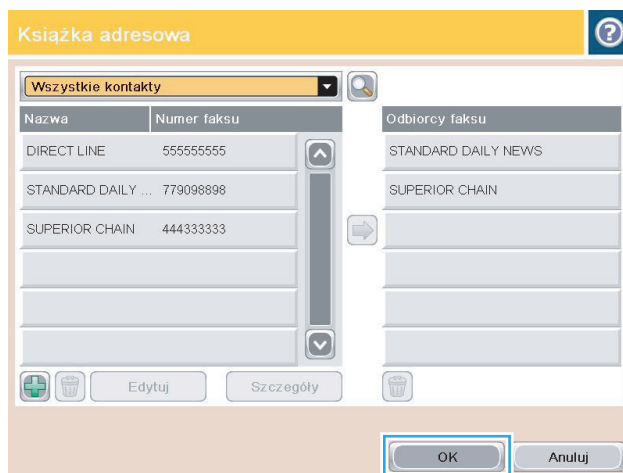 Książka adresowa
?
Wszystkie kontakty
Nazwa Numer faksu Odbiorcy faksu
DIRECT LINE 555555555 STANDARD DAILY NEWS
STANDARD DAILY ... 779098898 SUPERIOR CHAIN
SUPERIOR CHAIN 444333333
Edytuj Szczegóły
OK Anuluj